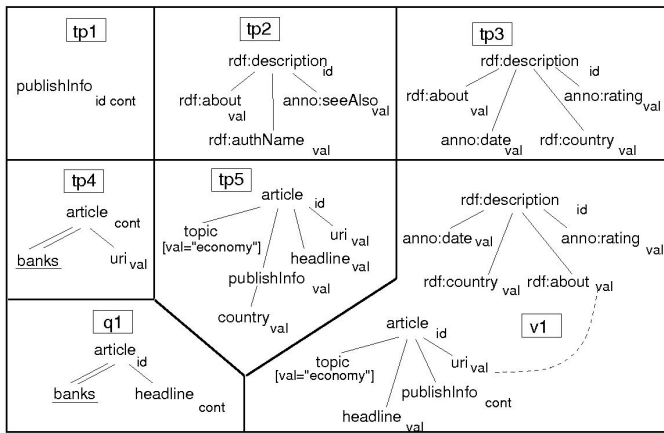 tp1
publishInfo
id cont
tp2
rdf:description
id
rdf:about
val
anno:seeAlso
val
rdf:authName
val
tp3
rdf:description
id
rdf:about
val
anno:rating
val
anno:date
val
rdf:country
val
tp4
article
cont
banks
uri
val
tp5
article
id
topic
[val="economy"]
uri
val
headline
val
publishInfo
val
country
val
rdf:description
id
anno:date
val
anno:rating
val
rdf:country
val
rdf:about
val
v1
article
id
topic
[val="economy"]
uri
val
publishInfo
cont
headline
val
q1
article
id
banks
headline
cont